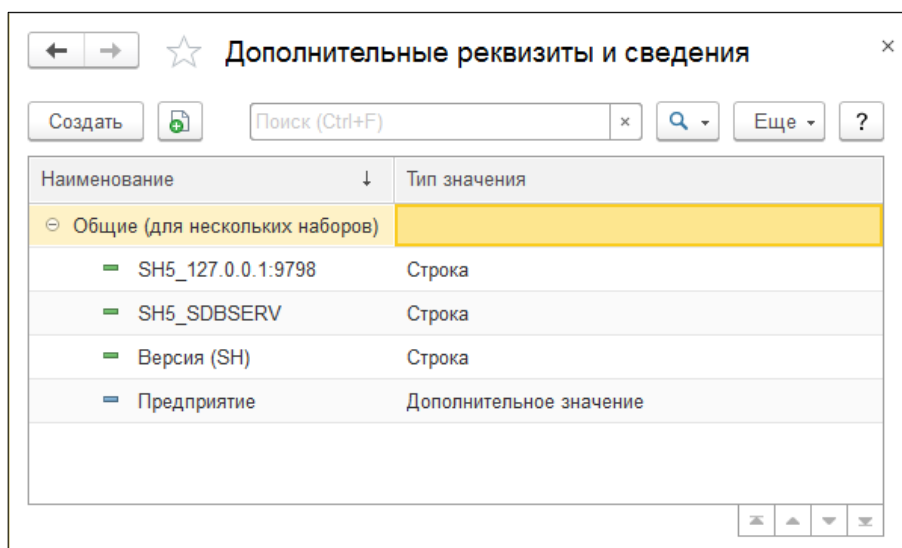 Дополнительные реквизиты и сведения
Создать Поиск (Ctrl+F) Еще ?
Наименование Тип значения
Общие (для нескольких наборов)
SH5_127.0.0.1:9798 Строка
SH5_SDBSERV Строка
Версия (SH) Строка
Предприятие Дополнительное значение